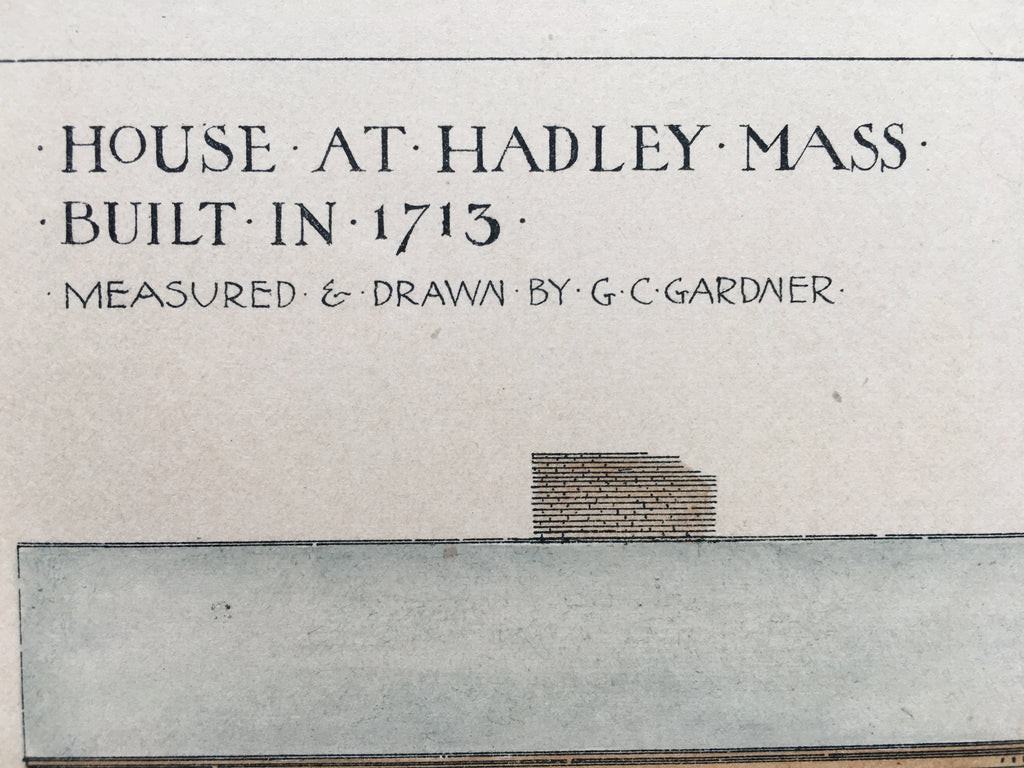 · HOUSE · AT · HADLEY · MASS ·
· BUILT · IN · 1713 ·
· MEASURED · & · DRAWN · BY · G · C · GARDNER ·